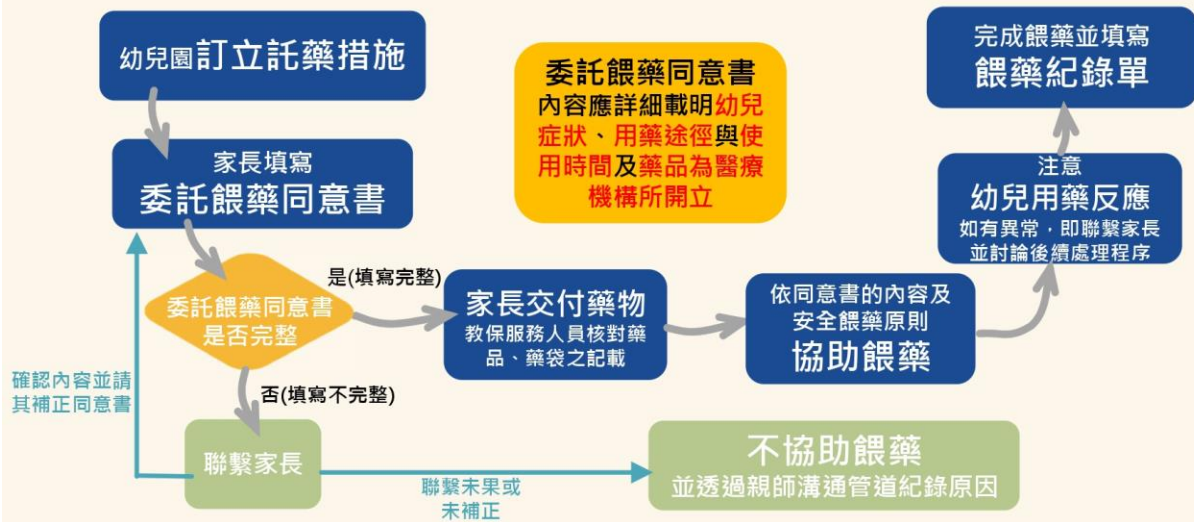 幼兒園訂立託藥措施
家長填寫
委託餵藥同意書
委託餵藥同意書
是否完整
是(填寫完整)
否(填寫不完整)
確認內容並請
其補正同意書
聯繫家長
聯繫未果或
未補正
不協助餵藥
並透過親師溝通管道紀錄原因
委託餵藥同意書
內容應詳細載明幼兒
症狀、用藥途徑與使
用時間及藥品為醫療
機構所開立
家長交付藥物
教保服務人員核對藥
品、藥袋之記載
依同意書的內容及
安全餵藥原則
協助餵藥
注意
幼兒用藥反應
如有異常，即聯繫家長
並討論後續處理程序
完成餵藥並填寫
餵藥紀錄單